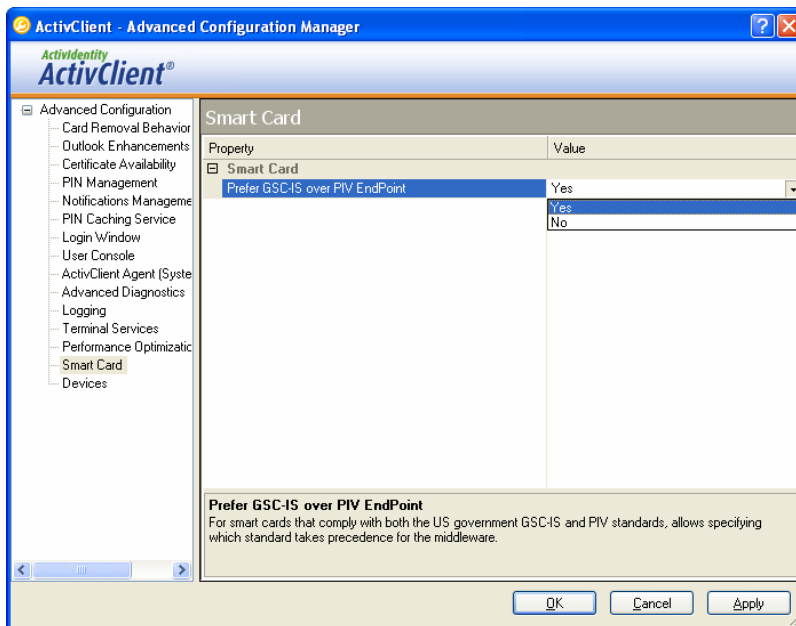 ActivClient - Advanced Configuration Manager
ActivIdentity
ActivClient®
Advanced Configuration
Card Removal Behavior
Outlook Enhancements
Certificate Availability
PIN Management
Notifications Manageme
PIN Caching Service
Login Window
User Console
ActivClient Agent (Syste
Advanced Diagnostics
Logging
Terminal Services
Performance Optimizatic
Smart Card
Devices
Smart Card
Property Value
Smart Card
Prefer GSC-IS over PIV EndPoint Yes
Yes
No
Prefer GSC-IS over PIV EndPoint
For smart cards that comply with both the US government GSC-IS and PIV standards, allows specifying
which standard takes precedence for the middleware.
OK Cancel Apply